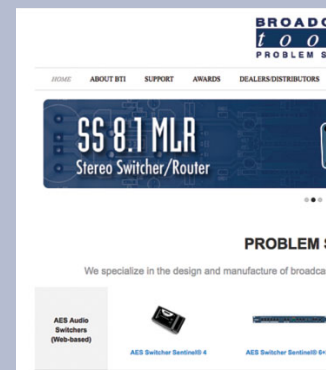 BROADC
too
PROBLEM S
HOME ABOUT BTI SUPPORT AWARDS DEALERS/DISTRIBUTORS
SS 8.1 MLR
Stereo Switcher/Router
PROBLEM S
We specialize in the design and manufacture of broadca
AES Audio
Switchers
(Web-based)
AES Switcher Sentinel® 4 AES Switcher Sentinel® 6+